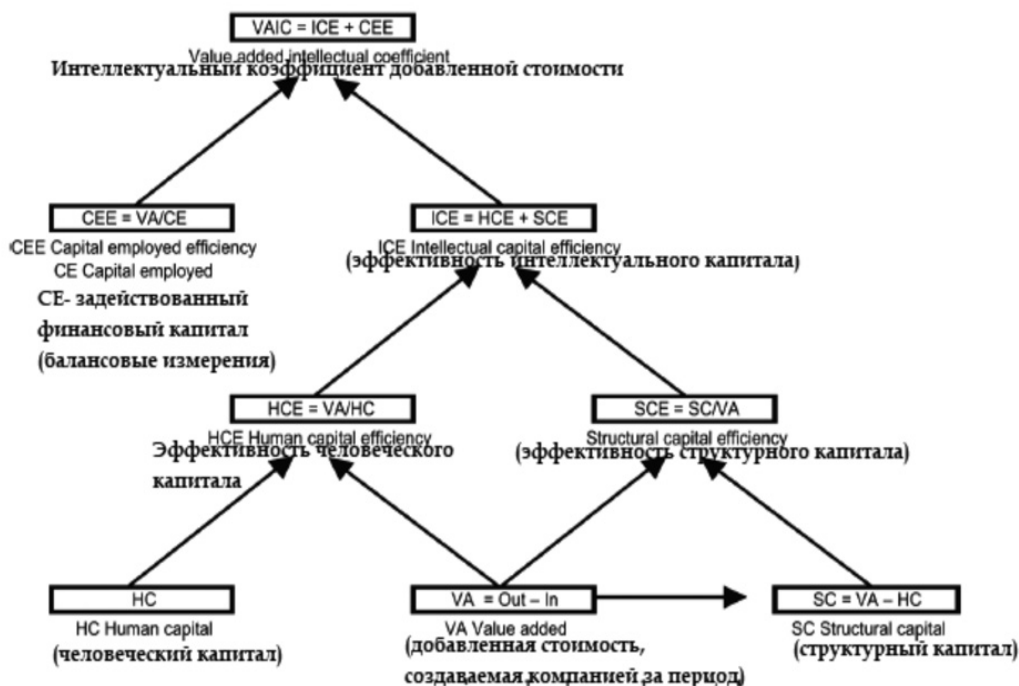 VAIC = ICE + CEE
Value added intellectual coefficient
Интеллектуальный коэффициент добавленной стоимости
CEE = VA/CE
CEE Capital employed efficiency
CE Capital employed
CE- задействованный
финансовый капитал
(балансовые измерения)
ICE = HCE + SCE
ICE Intellectual capital efficiency
(эффективность интеллектуального капитала)
HCE = VA/HC
HCE Human capital efficiency
Эффективность человеческого
капитала
SCE = SC/VA
Structural capital efficiency
(эффективность структурного капитала)
HC
HC Human capital
(человеческий капитал)
VA = Out – In
VA Value added
(добавленная стоимость,
создаваемая компанией за период)
SC = VA – HC
SC Structural capital
(структурный капитал)